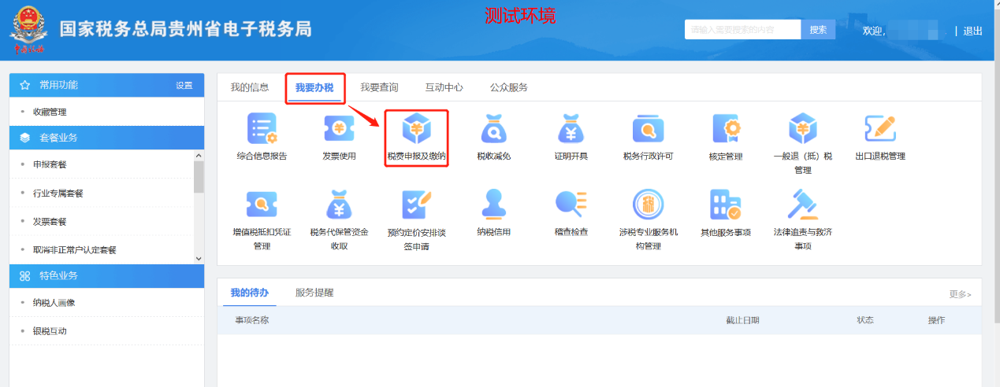 测试环境
国家税务总局贵州省电子税务局
请输入需要搜索的内容 搜索
欢迎, | 退出
常用功能 设置
收藏管理
套餐业务
申报套餐
行业专属套餐
发票套餐
取消非正常户认定套餐
特色业务
纳税人画像
银税互动
我的信息 我要办税 我要查询 互动中心 公众服务
综合信息报告 发票使用 税费申报及缴纳 税收减免 证明开具 税务行政许可 核定管理 一般退（抵）税 出口退税管理
管理
增值税抵扣凭证 税务代保管资金 预约定价安排谈 纳税信用 稽查检查 涉税专业服务机 其他服务事项 法律追责与救济
管理 收取 签申请 构管理 事项
我的待办 服务提醒 更多>
事项名称 截止日期 状态 操作